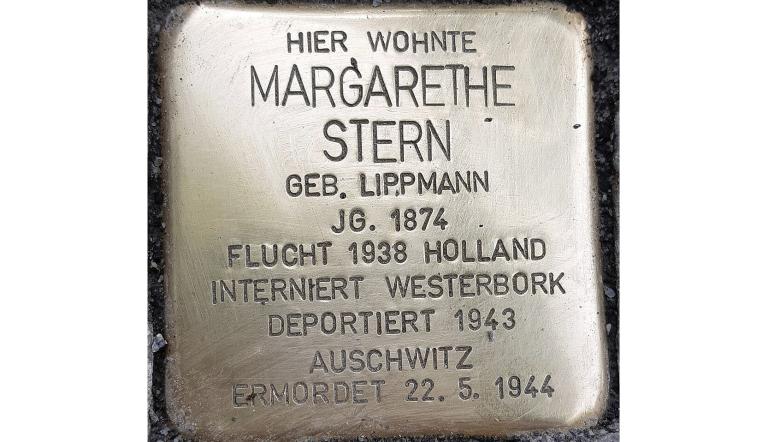 HIER WOHNTE
MARGARETHE
STERN
GEB. LIPPMANN
JG. 1874
FLUCHT 1938 HOLLAND
INTERNIERT WESTERBORK
DEPORTIERT 1943
AUSCHWITZ
ERMORDET 22. 5. 1944